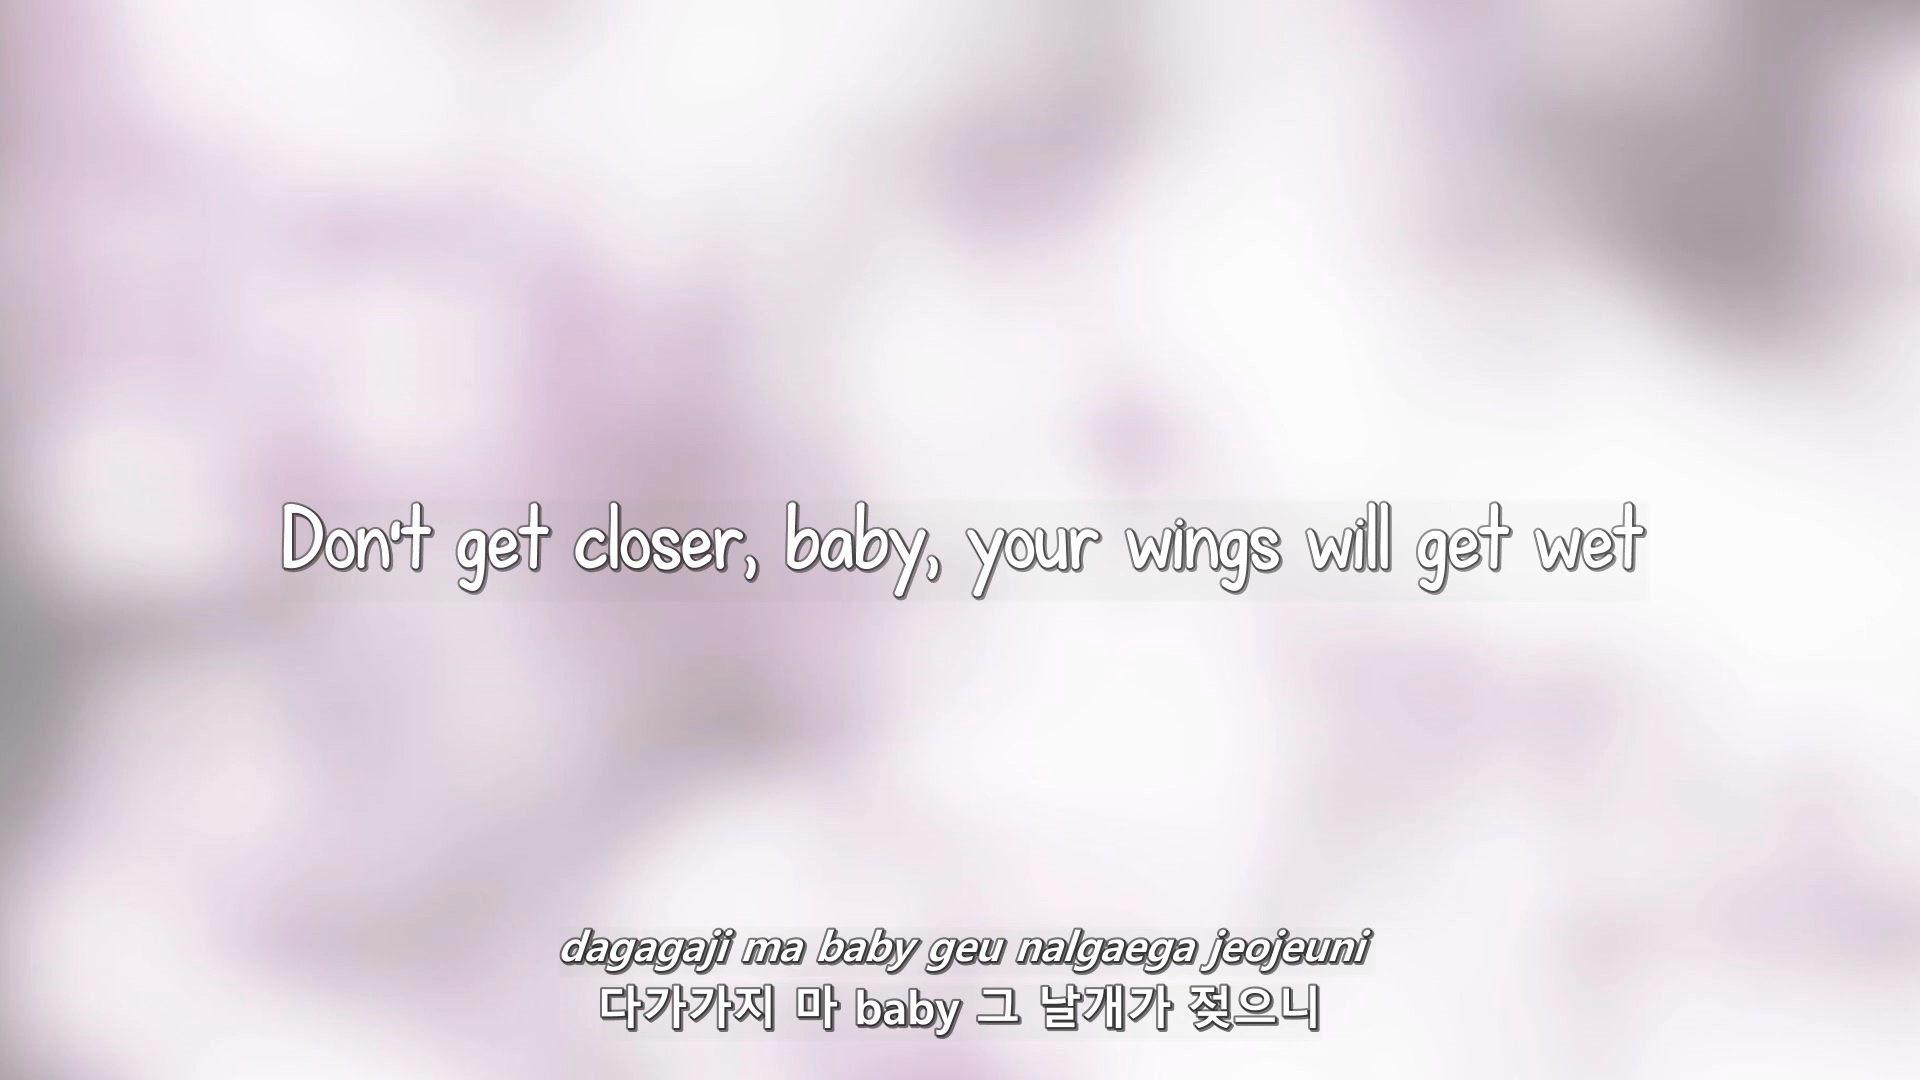 Don't get closer, baby, your wings will get wet
dagagaji ma baby geu nalgaega jeojeuni
다가가지 마 baby 그 날개가 젖으니